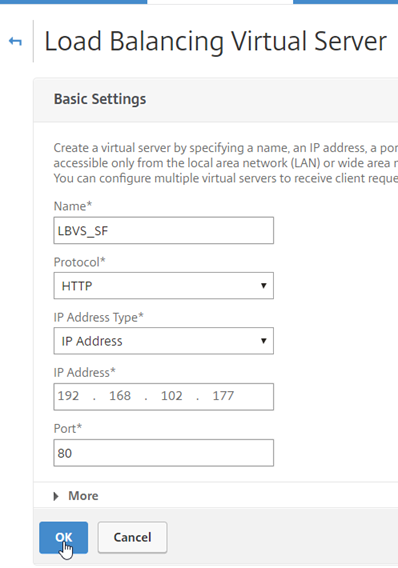 Load Balancing Virtual Server
Basic Settings
Create a virtual server by specifying a name, an IP address, a por
accessible only from the local area network (LAN) or wide area r
You can configure multiple virtual servers to receive client reque
Name*
LBVS_SF
Protocol*
HTTP
IP Address Type*
IP Address
IP Address*
192 . 168 . 102 . 177
Port*
80
More
OK Cancel